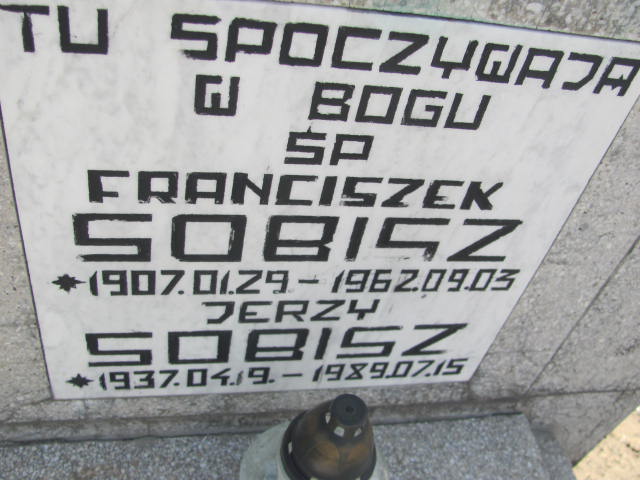 TU SPOCZYWAJĄ
W BOGU
ŚP
FRANCISZEK
SOBISZ
*1907.01.29 - 1962.09.03
JERZY
SOBISZ
*1937.04.19. - 1989.07.15